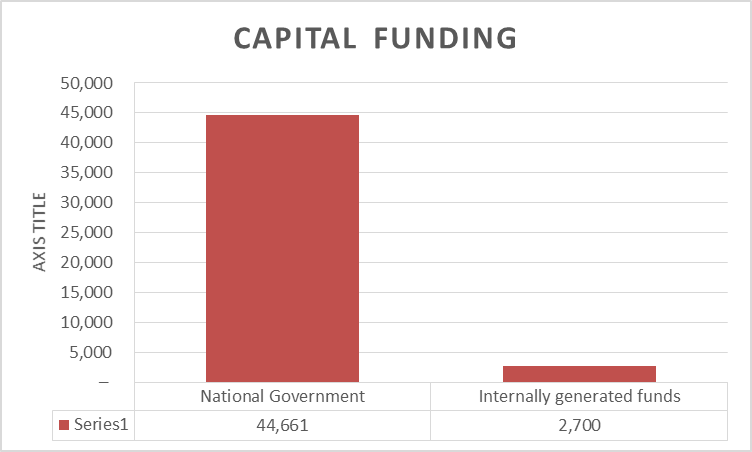 CAPITAL FUNDING
50,000
45,000
40,000
35,000
30,000
25,000
20,000
15,000
10,000
5,000
–
AXIS TITLE
National Government Internally generated funds
Series1 44,661 2,700